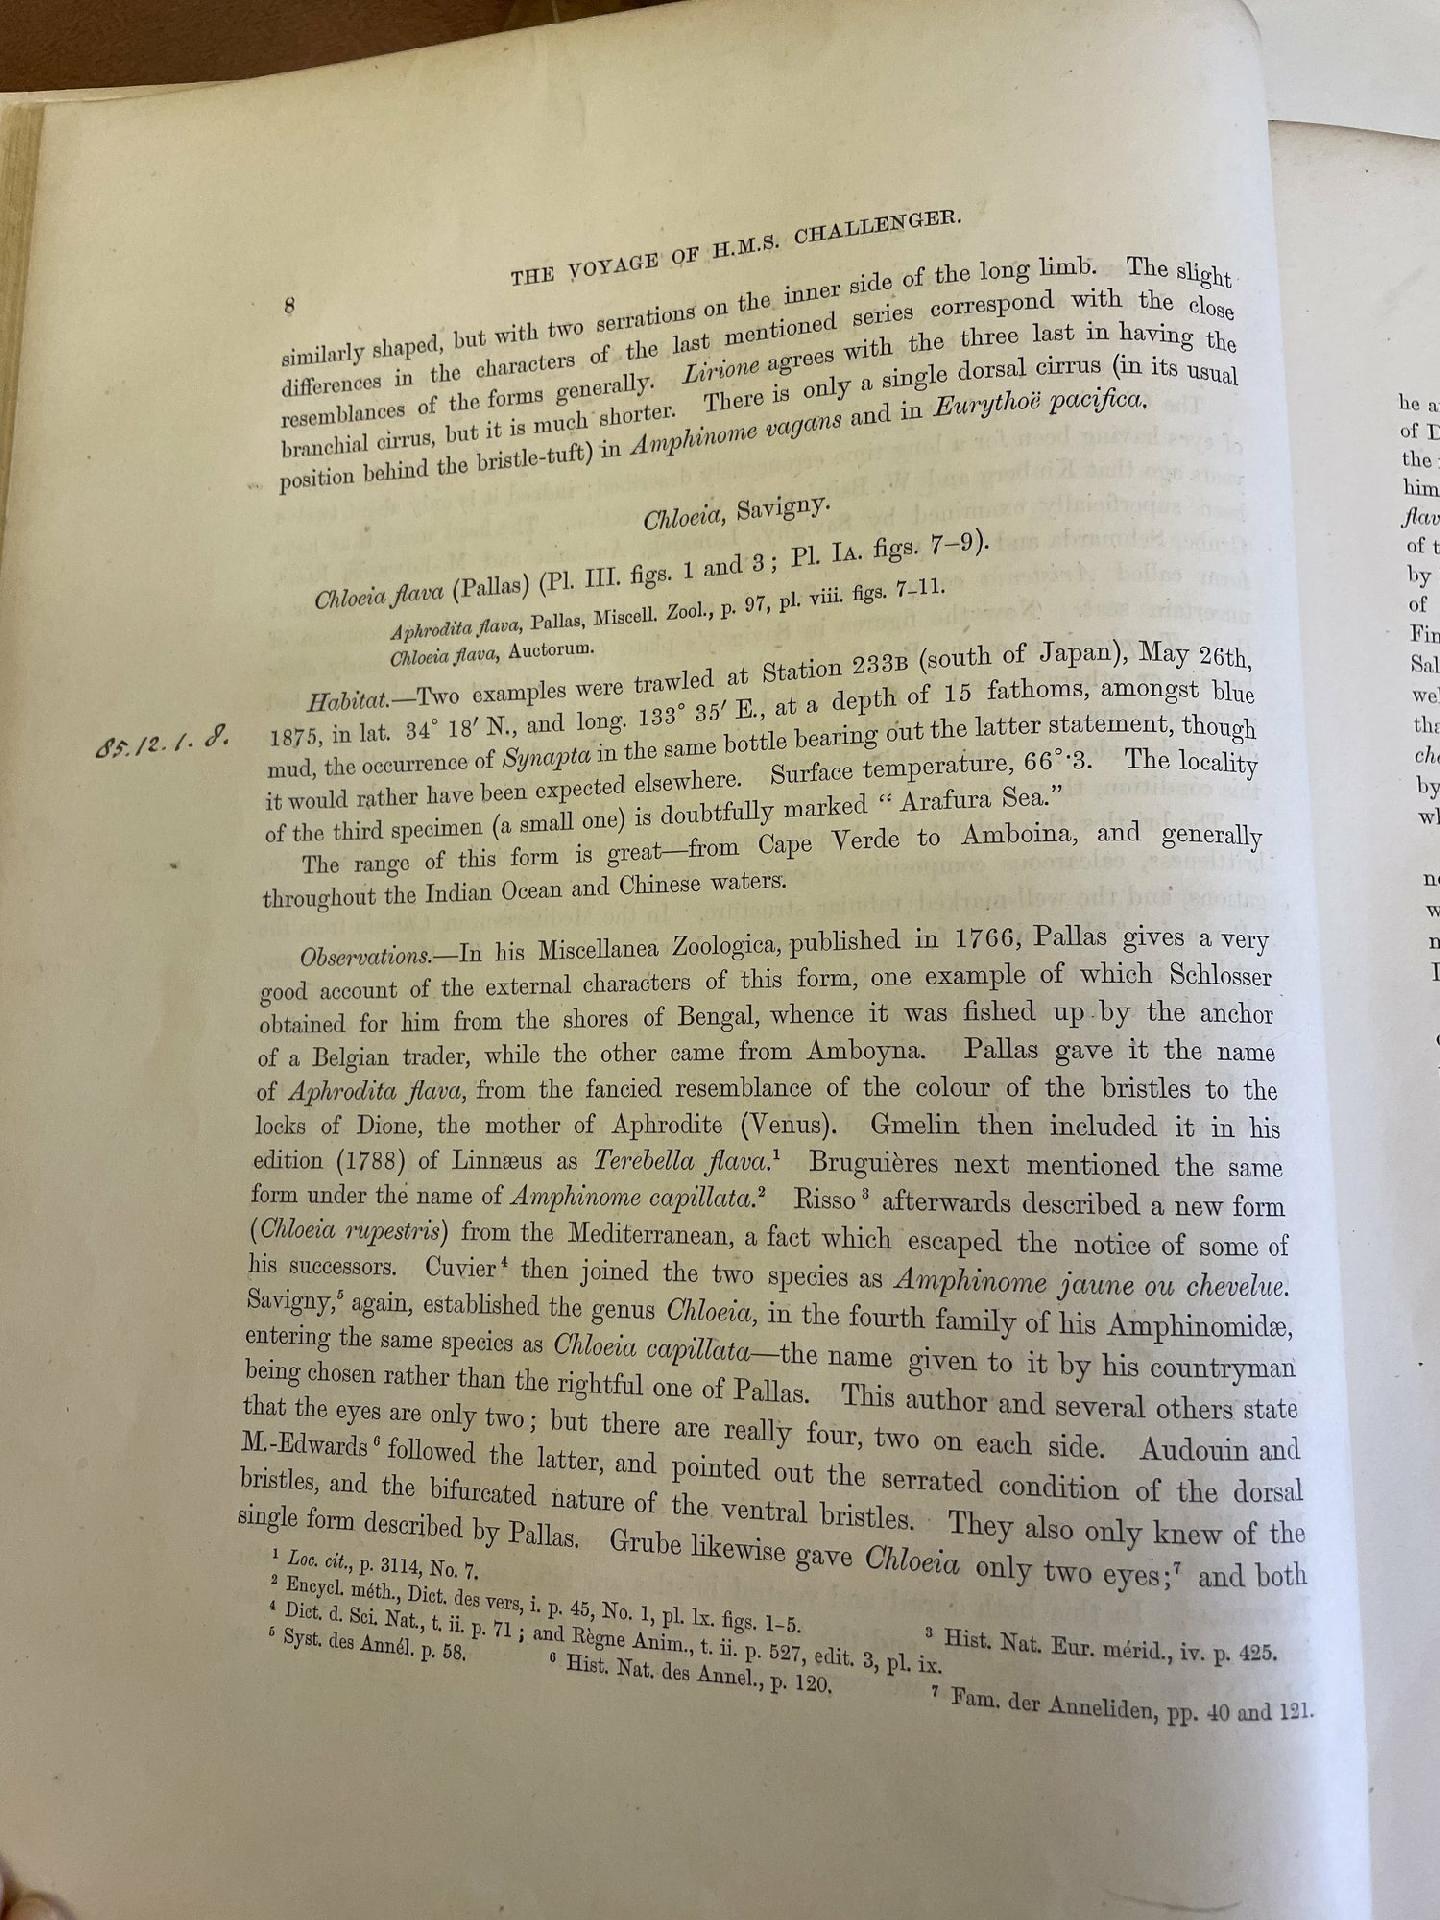 THE VOYAGE OF H.M.S. CHALLENGER.
8
similarly shaped, but with two serrations on the inner side of the long limb. The slight
differences in the characters of the last mentioned series correspond with the close
resemblances of the forms generally. Lirione agrees with the three last in having the
branchial cirrus, but it is much shorter. There is only a single dorsal cirrus (in its usual
position behind the bristle-tuft) in Amphinome vagans and in Eurythoë pacifica.
Chloeia, Savigny.
Chloeia flava (Pallas) (Pl. III. figs. 1 and 3; Pl. IA. figs. 7–9).
Aphrodita flava, Pallas, Miscell. Zool., p. 97, pl. viii. figs. 7–11.
Chloeia flava, Auctorum.
Habitat.—Two examples were trawled at Station 233B (south of Japan), May 26th,
85.12.1.8.
1875, in lat. 34° 18′ N., and long. 133° 35′ E., at a depth of 15 fathoms, amongst blue
mud, the occurrence of Synapta in the same bottle bearing out the latter statement, though
it would rather have been expected elsewhere. Surface temperature, 66°·3. The locality
of the third specimen (a small one) is doubtfully marked “Arafura Sea.”
The range of this form is great—from Cape Verde to Amboina, and generally
throughout the Indian Ocean and Chinese waters.
Observations.—In his Miscellanea Zoologica, published in 1766, Pallas gives a very
good account of the external characters of this form, one example of which Schlosser
obtained for him from the shores of Bengal, whence it was fished up by the anchor
of a Belgian trader, while the other came from Amboyna. Pallas gave it the name
of Aphrodita flava, from the fancied resemblance of the colour of the bristles to the
locks of Dione, the mother of Aphrodite (Venus). Gmelin then included it in his
edition (1788) of Linnæus as Terebella flava.¹ Bruguières next mentioned the same
form under the name of Amphinome capillata.² Risso³ afterwards described a new form
(Chloeia rupestris) from the Mediterranean, a fact which escaped the notice of some of
his successors. Cuvier⁴ then joined the two species as Amphinome jaune ou chevelue.
Savigny,⁵ again, established the genus Chloeia, in the fourth family of his Amphinomidæ,
entering the same species as Chloeia capillata—the name given to it by his countryman
being chosen rather than the rightful one of Pallas. This author and several others state
that the eyes are only two; but there are really four, two on each side. Audouin and
M.-Edwards⁶ followed the latter, and pointed out the serrated condition of the dorsal
bristles, and the bifurcated nature of the ventral bristles. They also only knew of the
single form described by Pallas. Grube likewise gave Chloeia only two eyes;⁷ and both
¹ Loc. cit., p. 3114, No. 7.
² Encycl. méth., Dict. des vers, i. p. 45, No. 1, pl. lx. figs. 1–5. ³ Hist. Nat. Eur. mérid., iv. p. 425.
⁴ Dict. d. Sci. Nat., t. ii. p. 71; and Règne Anim., t. ii. p. 527, edit. 3, pl. ix.
⁵ Syst. des Annél. p. 58. ⁶ Hist. Nat. des Annel., p. 120. ⁷ Fam. der Anneliden, pp. 40 and 121.
he
of
the
him
of
by
of